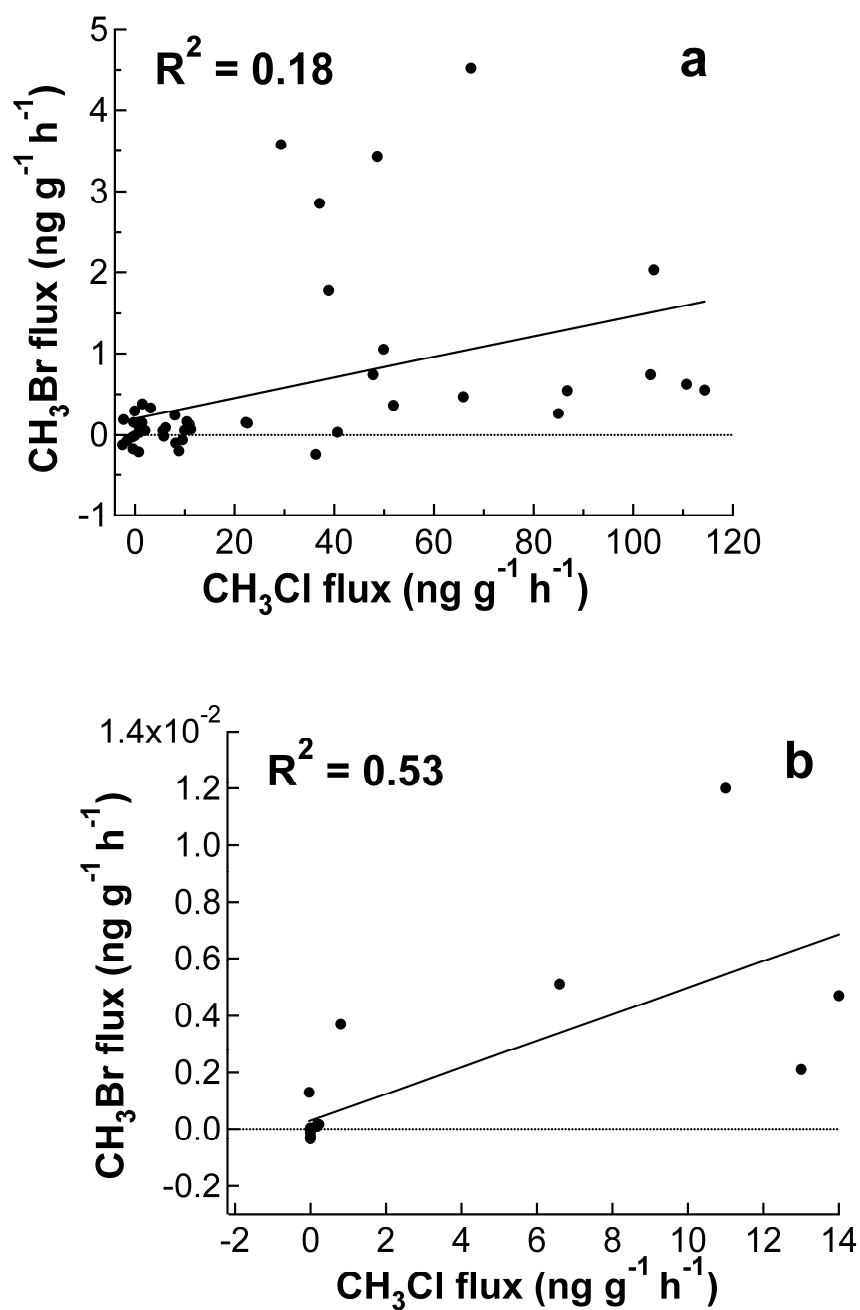 R² = 0.18
a
5
4
3
2
1
0
-1
CH₃Br flux (ng g⁻¹ h⁻¹)
0 20 40 60 80 100 120
CH₃Cl flux (ng g⁻¹ h⁻¹)
1.4x10⁻²
R² = 0.53
b
1.2
1.0
0.8
0.6
0.4
0.2
0.0
-0.2
CH₃Br flux (ng g⁻¹ h⁻¹)
-2 0 2 4 6 8 10 12 14
CH₃Cl flux (ng g⁻¹ h⁻¹)